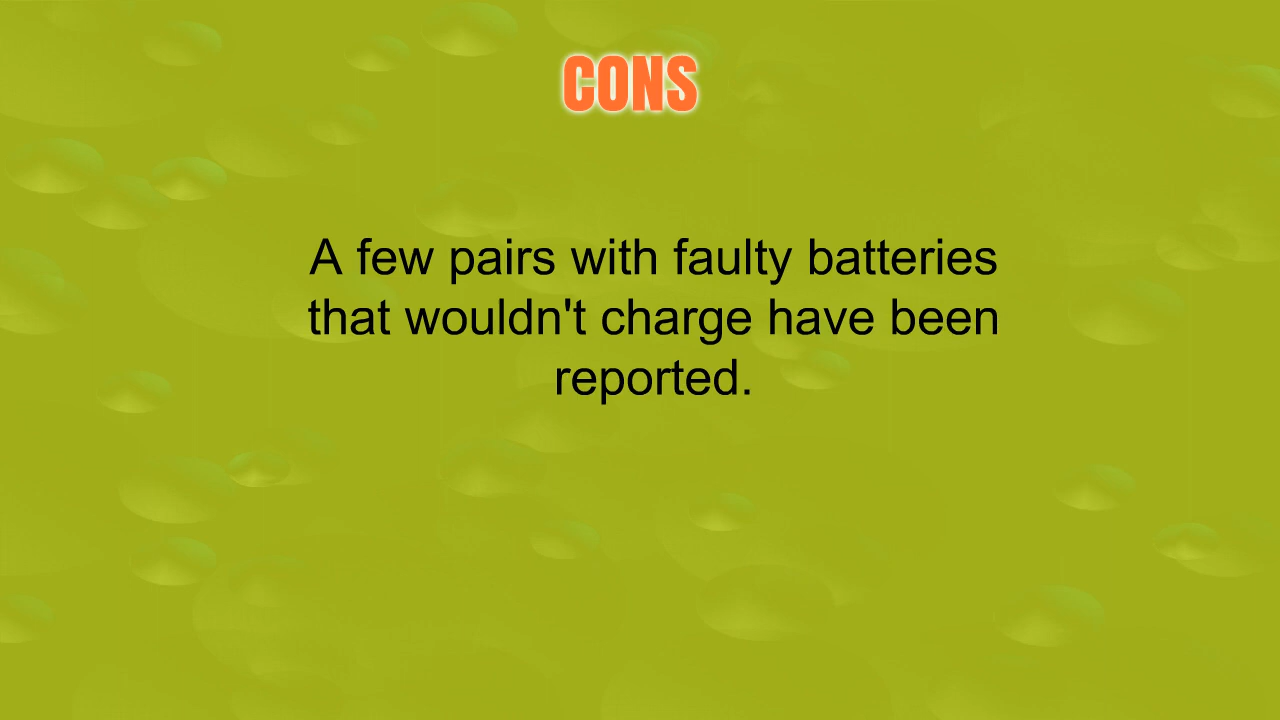 CONS
A few pairs with faulty batteries
that wouldn't charge have been
reported.